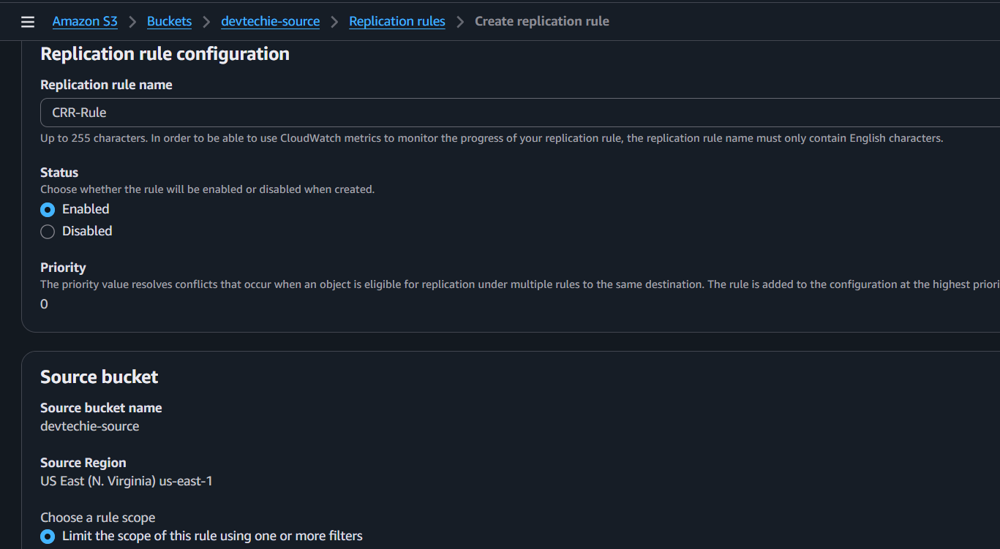 Amazon S3 > Buckets > devtechie-source > Replication rules > Create replication rule
Replication rule configuration
Replication rule name
CRR-Rule
Up to 255 characters. In order to be able to use CloudWatch metrics to monitor the progress of your replication rule, the replication rule name must only contain English characters.
Status
Choose whether the rule will be enabled or disabled when created.
Enabled
Disabled
Priority
The priority value resolves conflicts that occur when an object is eligible for replication under multiple rules to the same destination. The rule is added to the configuration at the highest priori
0
Source bucket
Source bucket name
devtechie-source
Source Region
US East (N. Virginia) us-east-1
Choose a rule scope
Limit the scope of this rule using one or more filters